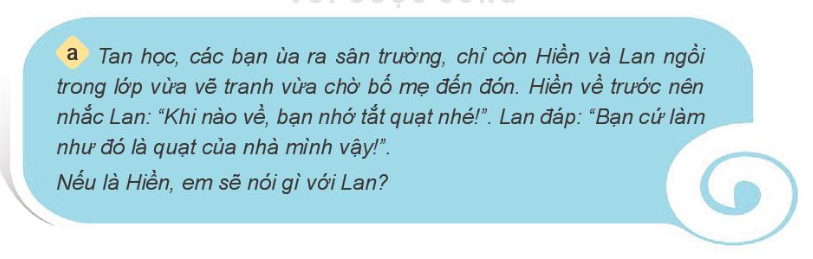 a Tan học, các bạn ùa ra sân trường, chỉ còn Hiền và Lan ngồi
trong lớp vừa vẽ tranh vừa chờ bố mẹ đến đón. Hiền về trước nên
nhắc Lan: “Khi nào về, bạn nhớ tắt quạt nhé!”. Lan đáp: “Bạn cứ làm
như đó là quạt của nhà mình vậy!”.
Nếu là Hiền, em sẽ nói gì với Lan?